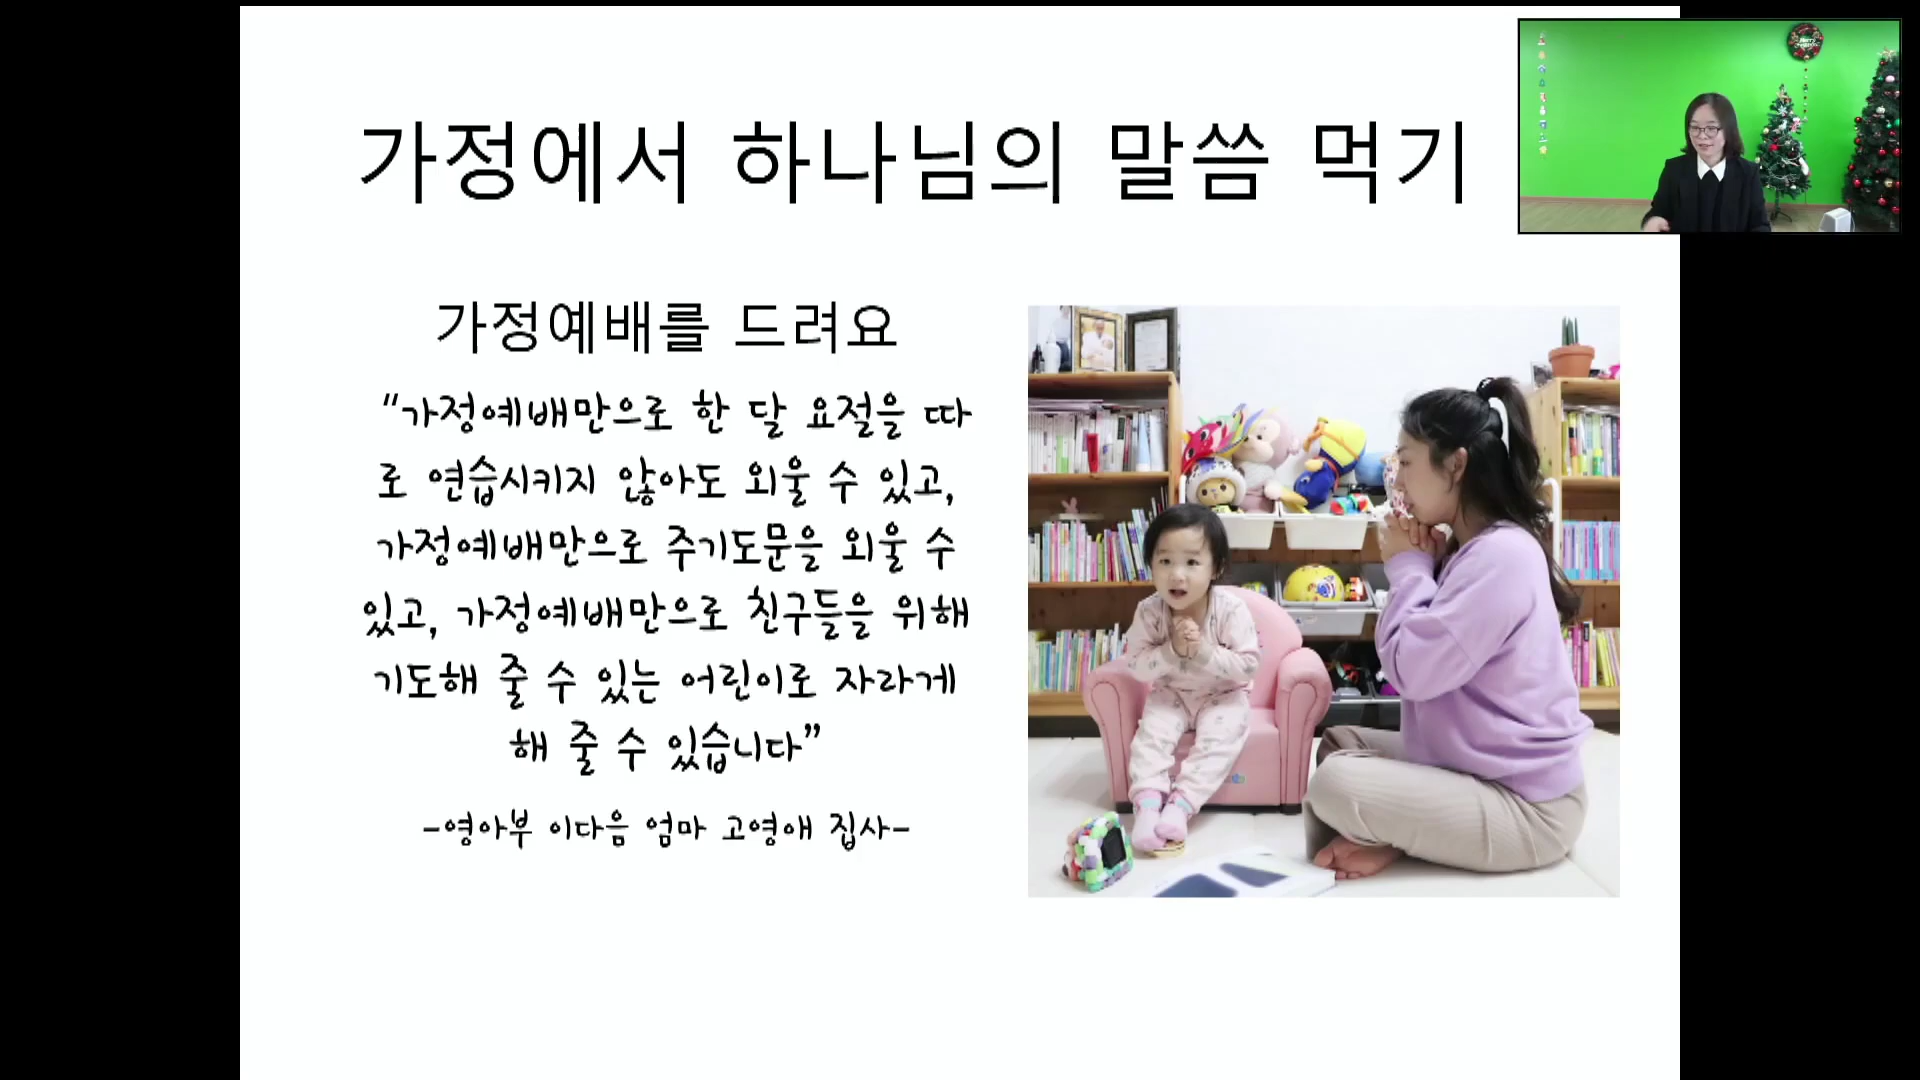 가정에서 하나님의 말씀 먹기
가정예배를 드려요
“가정예배만으로 한 달 요절을 따
로 연습시키지 않아도 외울 수 있고,
가정예배만으로 주기도문을 외울 수
있고, 가정예배만으로 친구들을 위해
기도해 줄 수 있는 어린이로 자라게
해 줄 수 있습니다”
-영아부 이다음 엄마 고영애 집사-